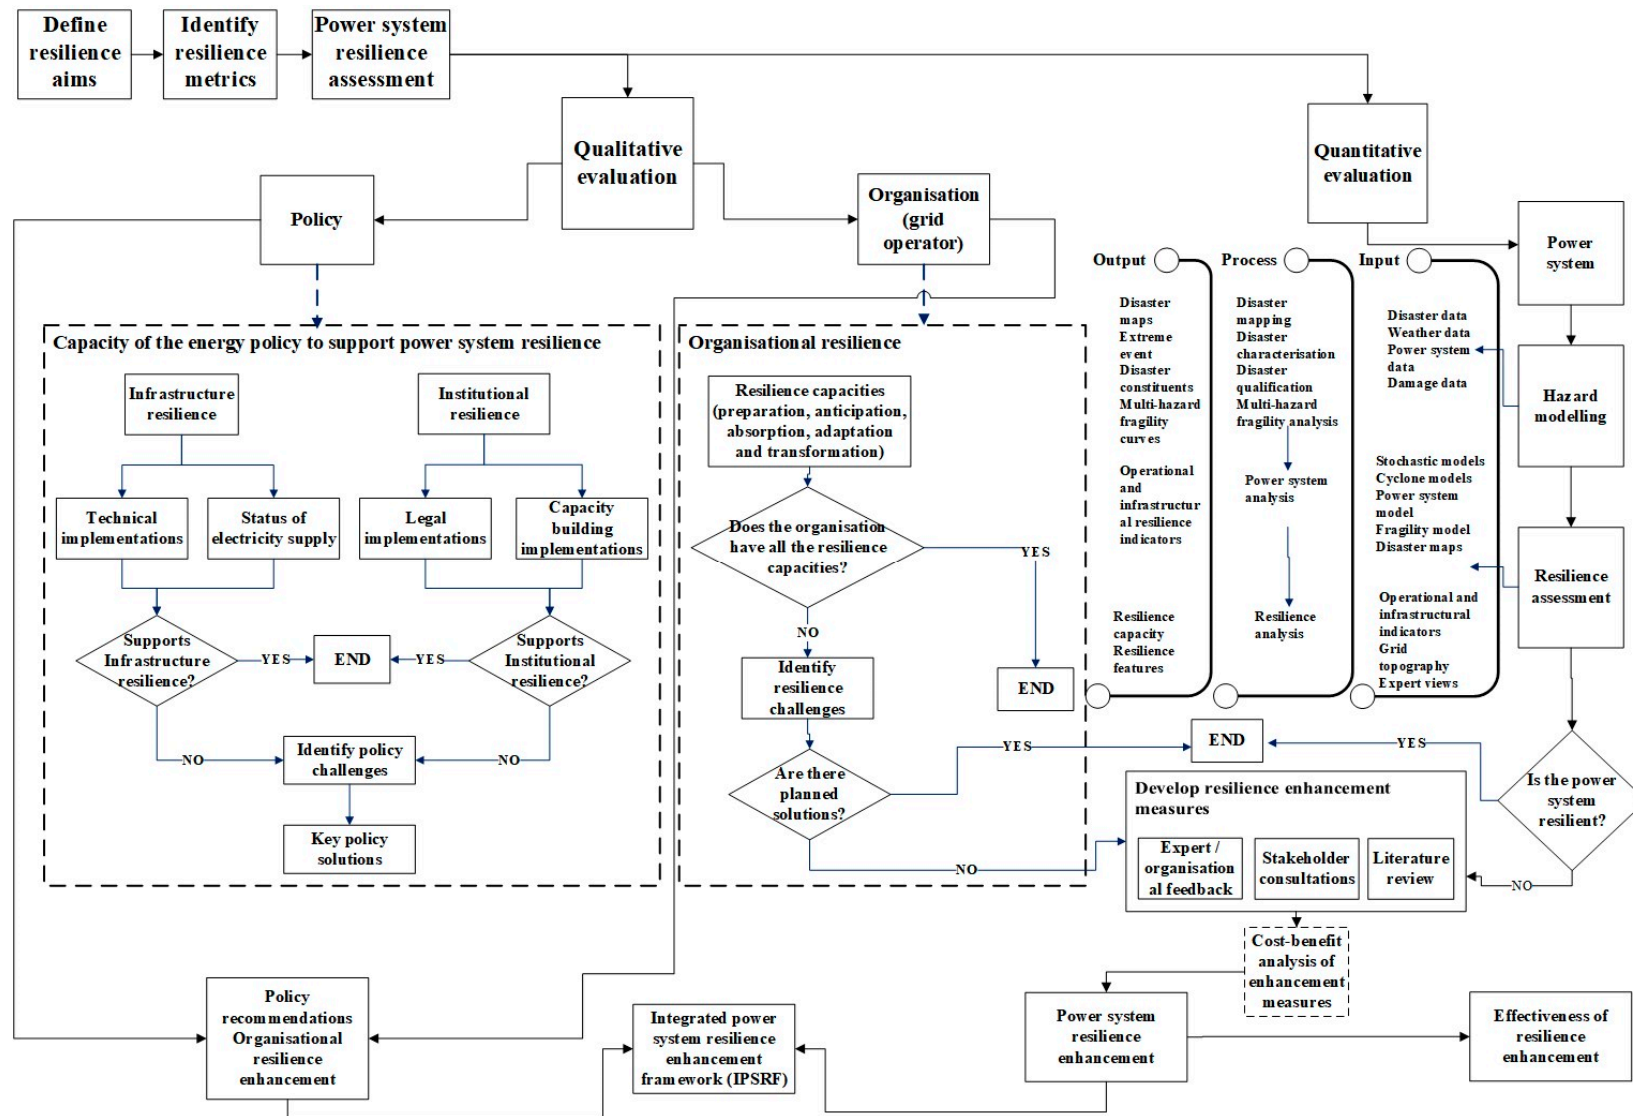 Define
resilience
aims
Identify
resilience
metrics
Power system
resilience
assessment
Qualitative
evaluation
Quantitative
evaluation
Policy
Organisation
(grid
operator)
Power
system
Output
Process
Input
Disaster
maps
Extreme
event
Disaster
constituents
Multi-hazard
fragility
curves
Operational
and
infrastructur
al resilience
indicators
Resilience
capacity
Resilience
features
Disaster
mapping
Disaster
characterisation
Disaster
qualification
Multi-hazard
fragility analysis
Power system
analysis
Resilience
analysis
Disaster data
Weather data
Power system
data
Damage data
Stochastic models
Cyclone models
Power system
model
Fragility model
Disaster maps
Operational and
infrastructural
indicators
Grid
topography
Expert views
Hazard
modelling
Resilience
assessment
Is the power
system
resilient?
YES
NO
Capacity of the energy policy to support power system resilience
Infrastructure
resilience
Institutional
resilience
Technical
implementations
Status of
electricity supply
Legal
implementations
Capacity
building
implementations
Supports
Infrastructure
resilience?
YES
END
YES
Supports
Institutional
resilience?
NO
Identify policy
challenges
NO
Key policy
solutions
Organisational resilience
Resilience capacities
(preparation, anticipation,
absorption, adaptation
and transformation)
Does the organisation
have all the resilience
capacities?
YES
NO
END
Identify
resilience
challenges
Are there
planned
solutions?
YES
END
NO
Develop resilience enhancement
measures
Expert /
organisation
al feedback
Stakeholder
consultations
Literature
review
Cost-benefit
analysis of
enhancement
measures
Policy
recommendations
Organisational
resilience
enhancement
Integrated power
system resilience
enhancement
framework (IPSRF)
Power system
resilience
enhancement
Effectiveness of
resilience
enhancement